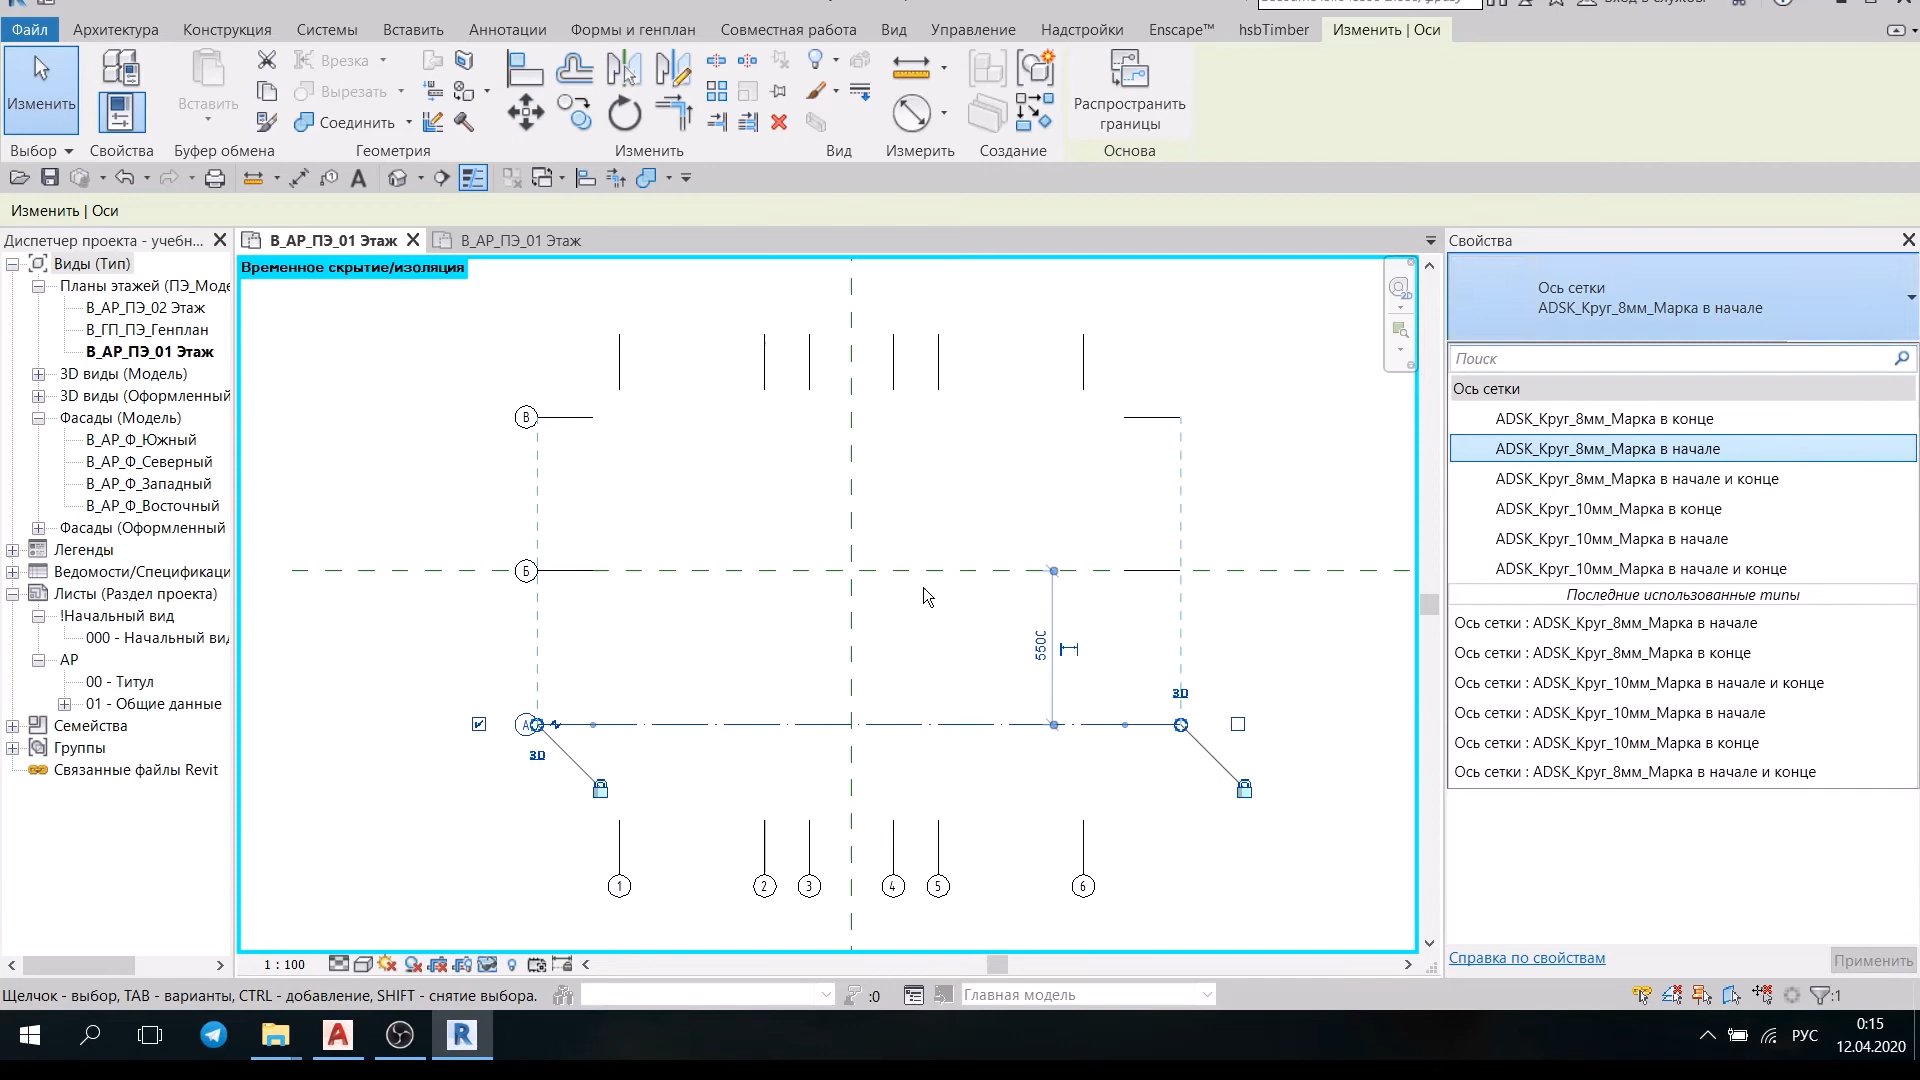 Файл Архитектура Конструкция Системы Вставить Аннотации Формы и генплан Совместная работа Вид Управление Надстройки Enscape™ hsbTimber Изменить | Оси
Изменить
Вставить
Врезка
Вырезать
Соединить
Распространить
границы
Выбор Свойства Буфер обмена Геометрия Изменить Вид Измерить Создание Основа
Изменить | Оси
Диспетчер проекта - учебн...
Виды (Тип)
Планы этажей (ПЭ_Моде
В_АР_ПЭ_02 Этаж
В_ГП_ПЭ_Генплан
В_АР_ПЭ_01 Этаж
3D виды (Модель)
3D виды (Оформленный
Фасады (Модель)
В_АР_Ф_Южный
В_АР_Ф_Северный
В_АР_Ф_Западный
В_АР_Ф_Восточный
Фасады (Оформленный
Легенды
Ведомости/Спецификаци
Листы (Раздел проекта)
!Начальный вид
000 - Начальный вид
АР
00 - Титул
01 - Общие данные
Семейства
Группы
Связанные файлы Revit
В_АР_ПЭ_01 Этаж В_АР_ПЭ_01 Этаж
Временное скрытие/изоляция
2D
В
Б
5500
3D
А
3D
1 2 3 4 5 6
1 : 100
Свойства
Ось сетки
ADSK_Круг_8мм_Марка в начале
Поиск
Ось сетки
ADSK_Круг_8мм_Марка в конце
ADSK_Круг_8мм_Марка в начале
ADSK_Круг_8мм_Марка в начале и конце
ADSK_Круг_10мм_Марка в конце
ADSK_Круг_10мм_Марка в начале
ADSK_Круг_10мм_Марка в начале и конце
Последние использованные типы
Ось сетки : ADSK_Круг_8мм_Марка в начале
Ось сетки : ADSK_Круг_8мм_Марка в конце
Ось сетки : ADSK_Круг_10мм_Марка в начале и конце
Ось сетки : ADSK_Круг_10мм_Марка в начале
Ось сетки : ADSK_Круг_10мм_Марка в конце
Ось сетки : ADSK_Круг_8мм_Марка в начале и конце
Справка по свойствам Применить
Щелчок - выбор, TAB - варианты, CTRL - добавление, SHIFT - снятие выбора. :0 Главная модель :1
РУС
0:15
12.04.2020